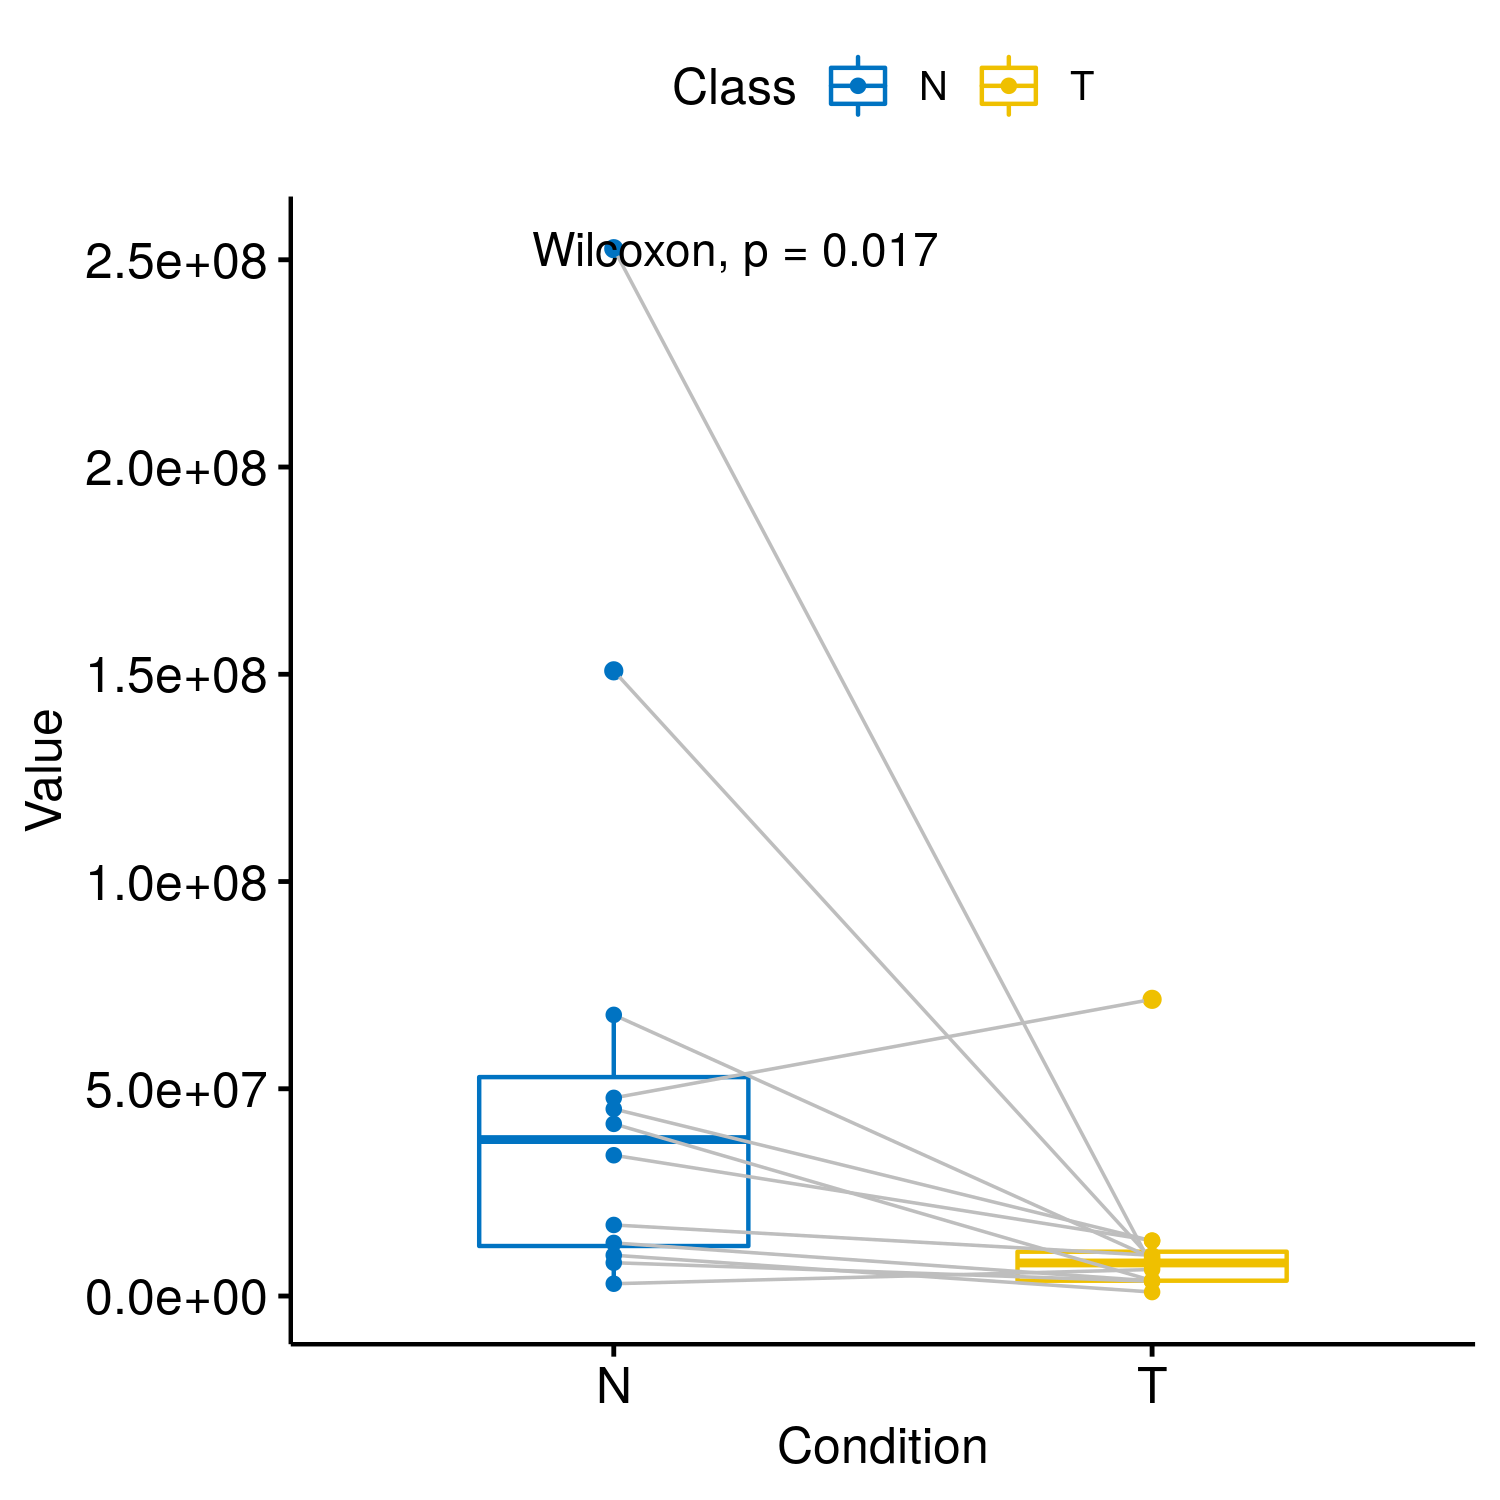 Class N T
Wilcoxon, p = 0.017
2.5e+08
2.0e+08
1.5e+08
1.0e+08
5.0e+07
0.0e+00
Value
N T
Condition